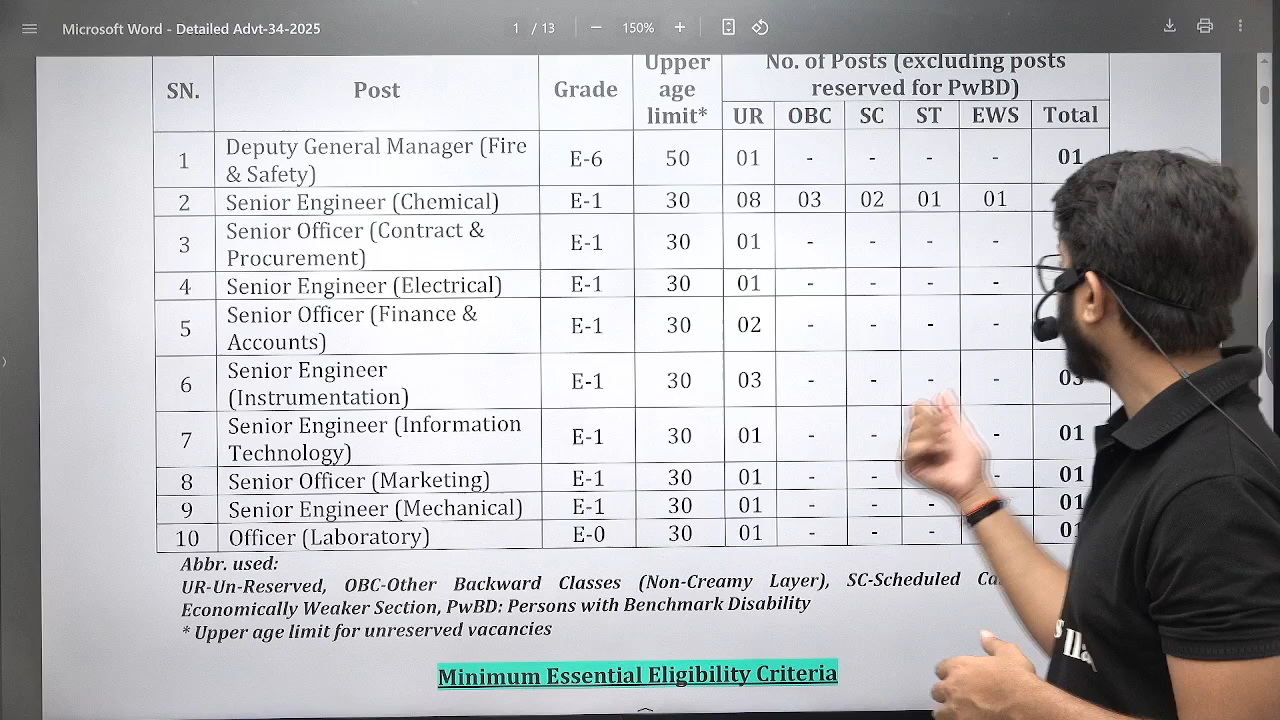 Microsoft Word - Detailed Advt-34-2025
1 / 13
150%
SN. Post Grade Upper age limit* No. of Posts (excluding posts reserved for PwBD)
UR OBC SC ST EWS Total
1 Deputy General Manager (Fire & Safety) E-6 50 01 - - - - 01
2 Senior Engineer (Chemical) E-1 30 08 03 02 01 01
3 Senior Officer (Contract & Procurement) E-1 30 01 - - - -
4 Senior Engineer (Electrical) E-1 30 01 - - - -
5 Senior Officer (Finance & Accounts) E-1 30 02 - - - -
6 Senior Engineer (Instrumentation) E-1 30 03 - - - - 03
7 Senior Engineer (Information Technology) E-1 30 01 - - - - 01
8 Senior Officer (Marketing) E-1 30 01 - - - - 01
9 Senior Engineer (Mechanical) E-1 30 01 - - - - 01
10 Officer (Laboratory) E-0 30 01 - - - - 01
Abbr. used:
UR-Un-Reserved, OBC-Other Backward Classes (Non-Creamy Layer), SC-Scheduled
Economically Weaker Section, PwBD: Persons with Benchmark Disability
* Upper age limit for unreserved vacancies
Minimum Essential Eligibility Criteria